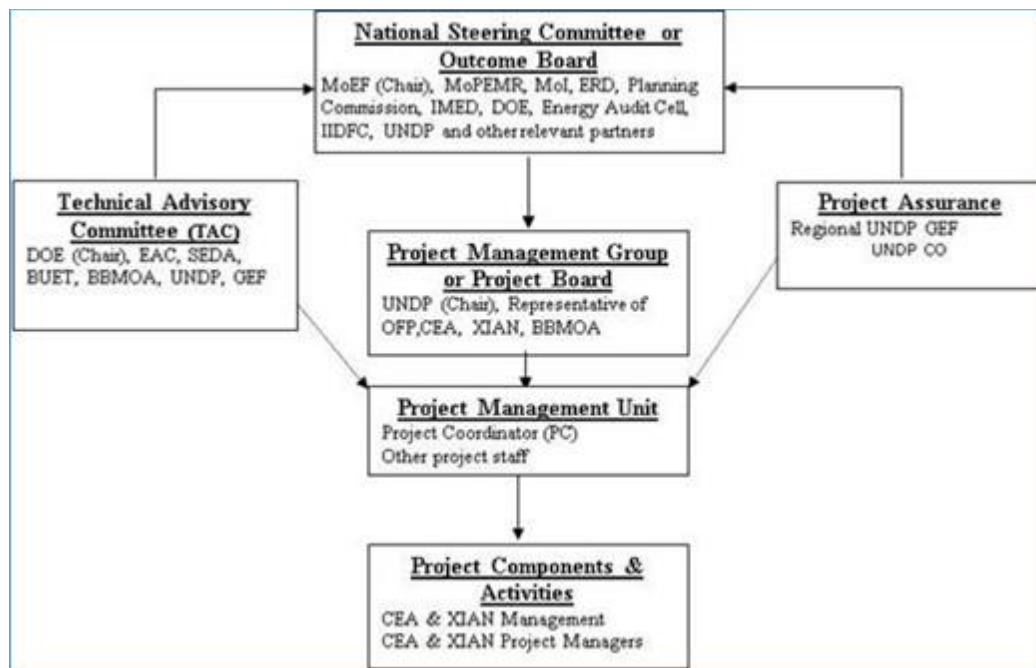 National Steering Committee or
Outcome Board
MoEF (Chair), MoPEMR, MoI, ERD, Planning
Commission, IMED, DOE, Energy Audit Cell,
IIDFC, UNDP and other relevant partners
Technical Advisory
Committee (TAC)
DOE (Chair), EAC, SEDA,
BUET, BBMOA, UNDP, GEF
Project Assurance
Regional UNDP GEF
UNDP CO
Project Management Group
or Project Board
UNDP (Chair), Representative of
OFP,CEA, XIAN, BBMOA
Project Management Unit
Project Coordinator (PC)
Other project staff
Project Components &
Activities
CEA & XIAN Management
CEA & XIAN Project Managers